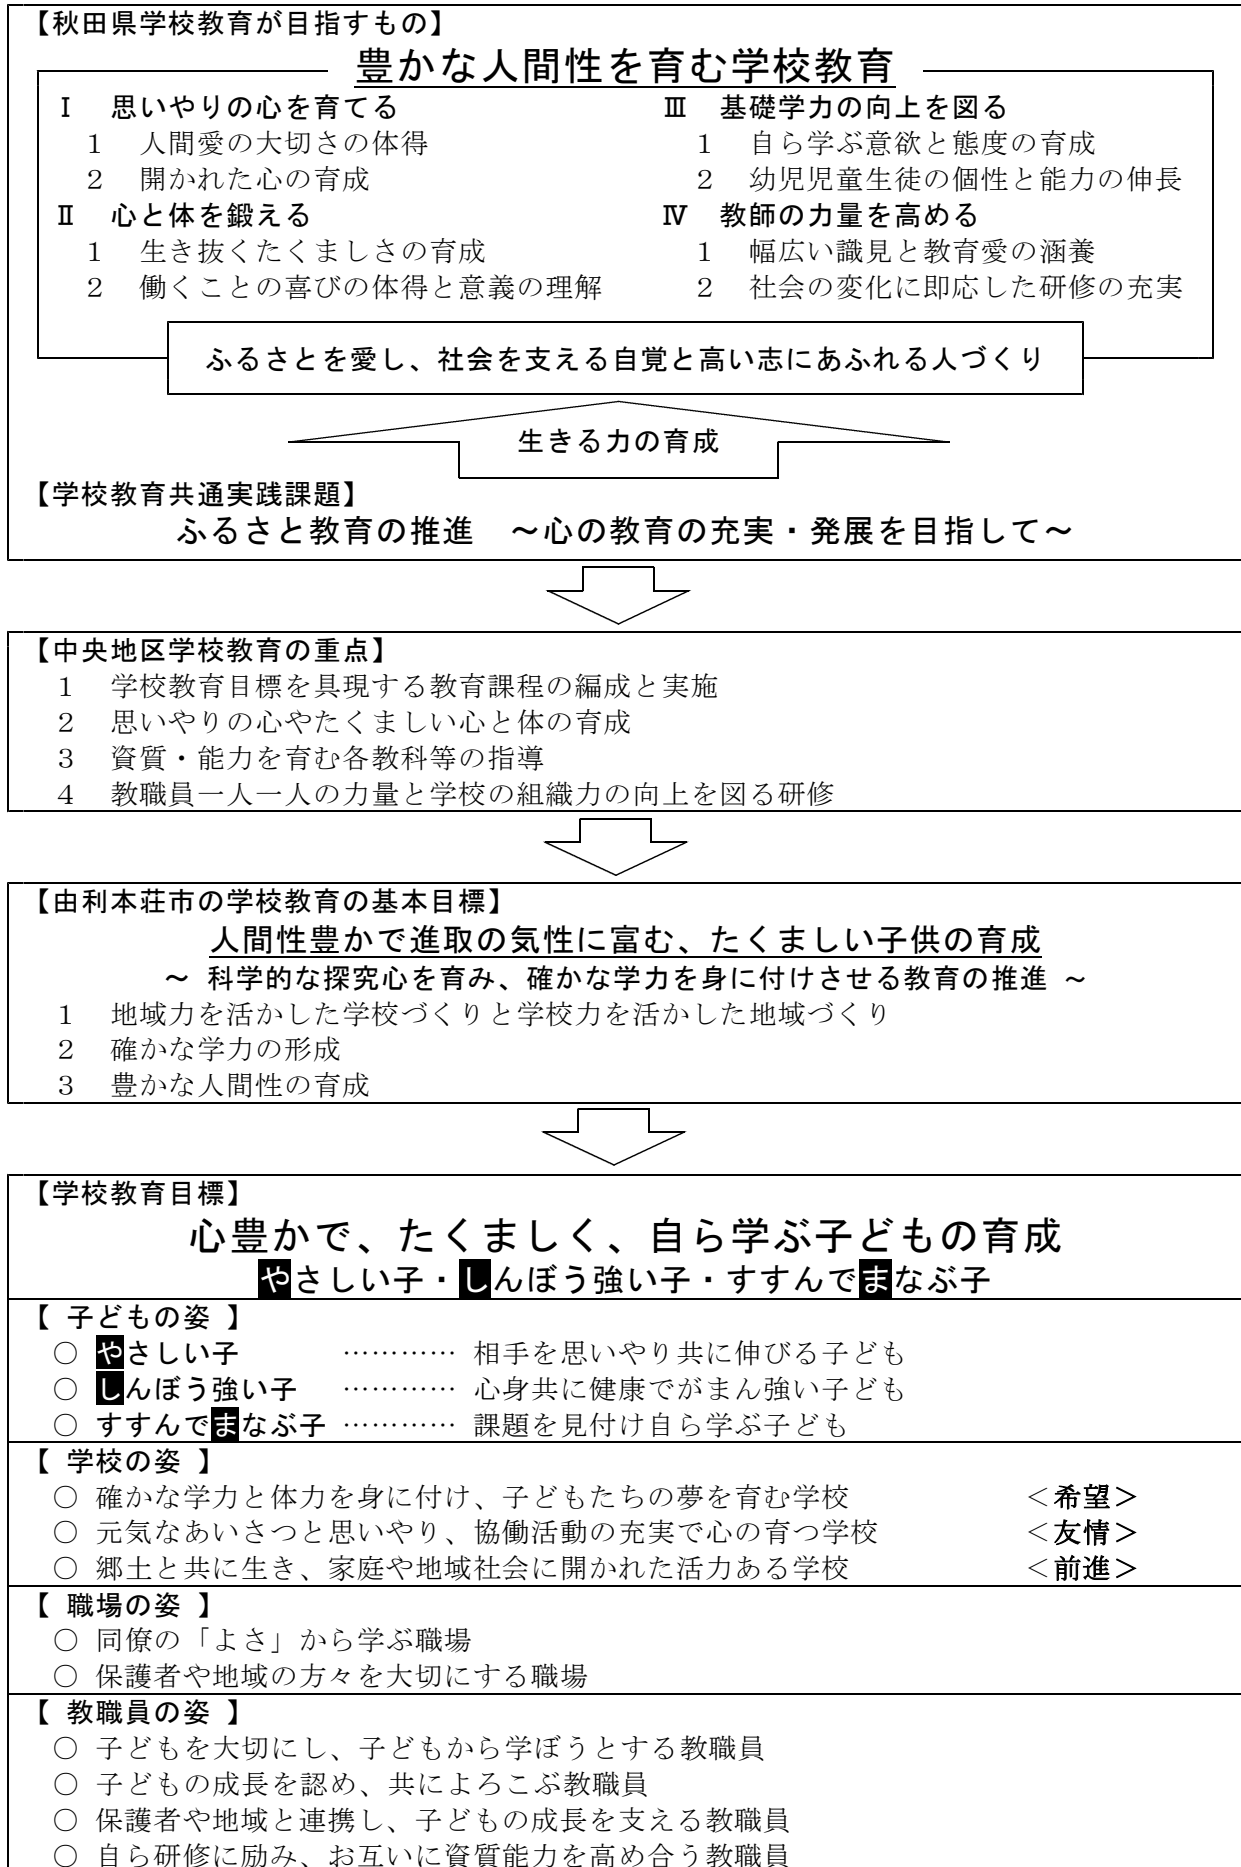 【秋田県学校教育が目指すもの】
豊かな人間性を育む学校教育
Ⅰ 思いやりの心を育てる
1 人間愛の大切さの体得
2 開かれた心の育成
Ⅱ 心と体を鍛える
1 生き抜くたくましさの育成
2 働くことの喜びの体得と意義の理解
Ⅲ 基礎学力の向上を図る
1 自ら学ぶ意欲と態度の育成
2 幼児児童生徒の個性と能力の伸長
Ⅳ 教師の力量を高める
1 幅広い識見と教育愛の涵養
2 社会の変化に即応した研修の充実
ふるさとを愛し、社会を支える自覚と高い志にあふれる人づくり
生きる力の育成
【学校教育共通実践課題】
ふるさと教育の推進 ～心の教育の充実・発展を目指して～
【中央地区学校教育の重点】
1 学校教育目標を具現する教育課程の編成と実施
2 思いやりの心やたくましい心と体の育成
3 資質・能力を育む各教科等の指導
4 教職員一人一人の力量と学校の組織力の向上を図る研修
【由利本荘市の学校教育の基本目標】
人間性豊かで進取の気性に富む、たくましい子供の育成
～ 科学的な探究心を育み、確かな学力を身に付けさせる教育の推進 ～
1 地域力を活かした学校づくりと学校力を活かした地域づくり
2 確かな学力の形成
3 豊かな人間性の育成
【学校教育目標】
心豊かで、たくましく、自ら学ぶ子どもの育成
やさしい子・しんぼう強い子・すすんでまなぶ子
【 子どもの姿 】
○ やさしい子 ………… 相手を思いやり共に伸びる子ども
○ しんぼう強い子 ………… 心身共に健康でがまん強い子ども
○ すすんでまなぶ子 ………… 課題を見付け自ら学ぶ子ども
【 学校の姿 】
○ 確かな学力と体力を身に付け、子どもたちの夢を育む学校 ＜希望＞
○ 元気なあいさつと思いやり、協働活動の充実で心の育つ学校 ＜友情＞
○ 郷土と共に生き、家庭や地域社会に開かれた活力ある学校 ＜前進＞
【 職場の姿 】
○ 同僚の「よさ」から学ぶ職場
○ 保護者や地域の方々を大切にする職場
【 教職員の姿 】
○ 子どもを大切にし、子どもから学ぼうとする教職員
○ 子どもの成長を認め、共によろこぶ教職員
○ 保護者や地域と連携し、子どもの成長を支える教職員
○ 自ら研修に励み、お互いに資質能力を高め合う教職員